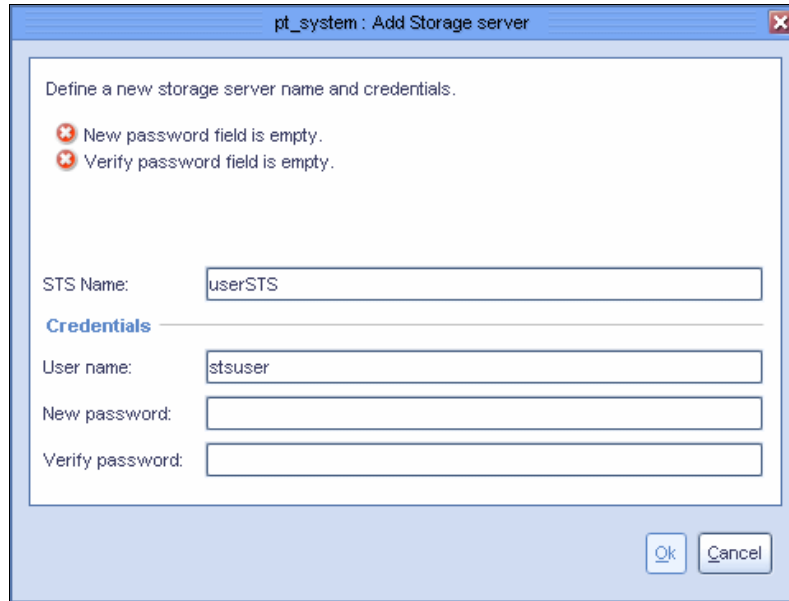 pt_system : Add Storage server
Define a new storage server name and credentials.
New password field is empty.
Verify password field is empty.
STS Name: userSTS
Credentials
User name: stsuser
New password:
Verify password:
Ok Cancel